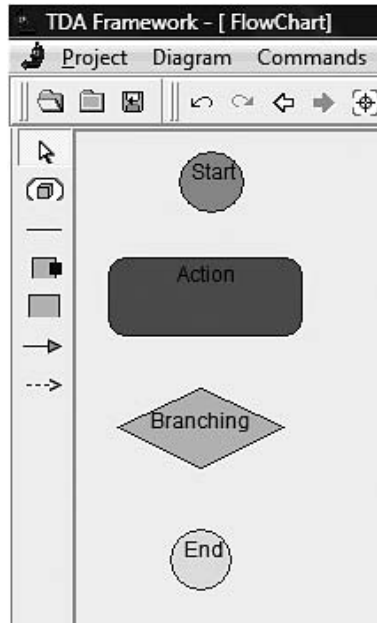 TDA Framework - [ FlowChart]
Project Diagram Commands
Start
Action
Branching
End